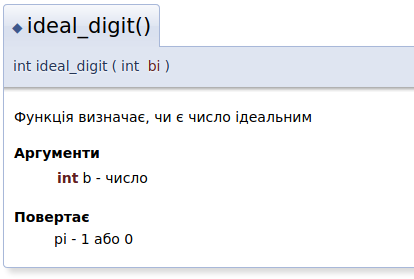 ◆ ideal_digit()
int ideal_digit ( int bi )
Функція визначає, чи є число ідеальним
Аргументи
int b - число
Повертає
pi - 1 або 0